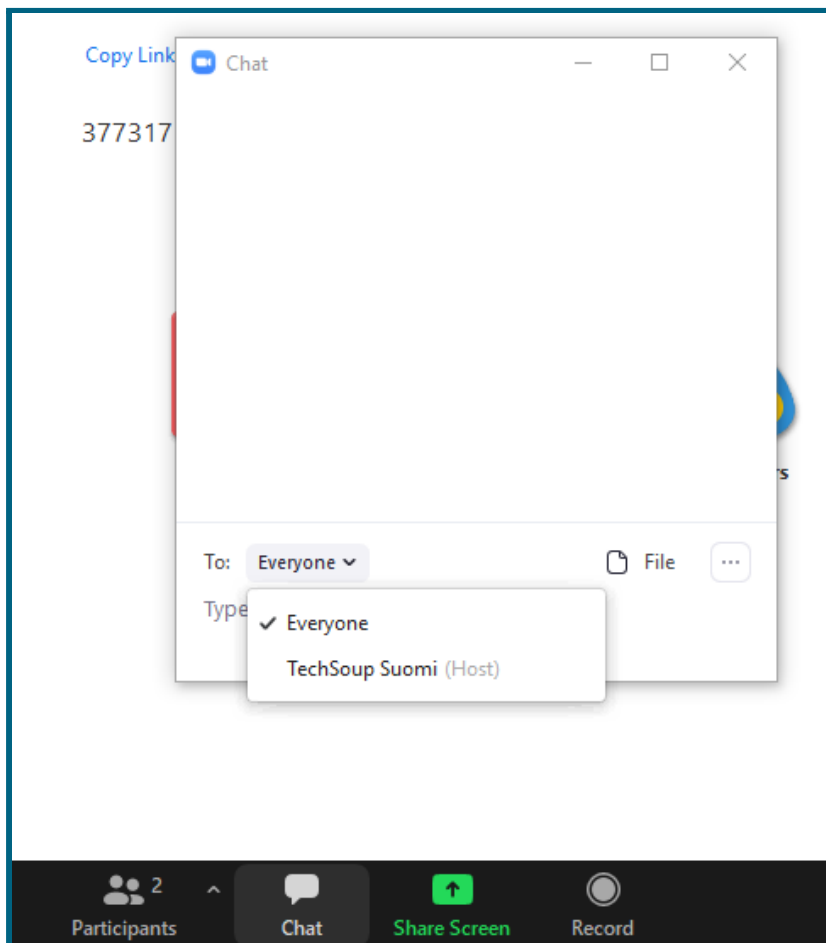 Copy Link
Chat
377317
rs
To: Everyone
File
Type
Everyone
TechSoup Suomi (Host)
2
Participants
Chat
Share Screen
Record